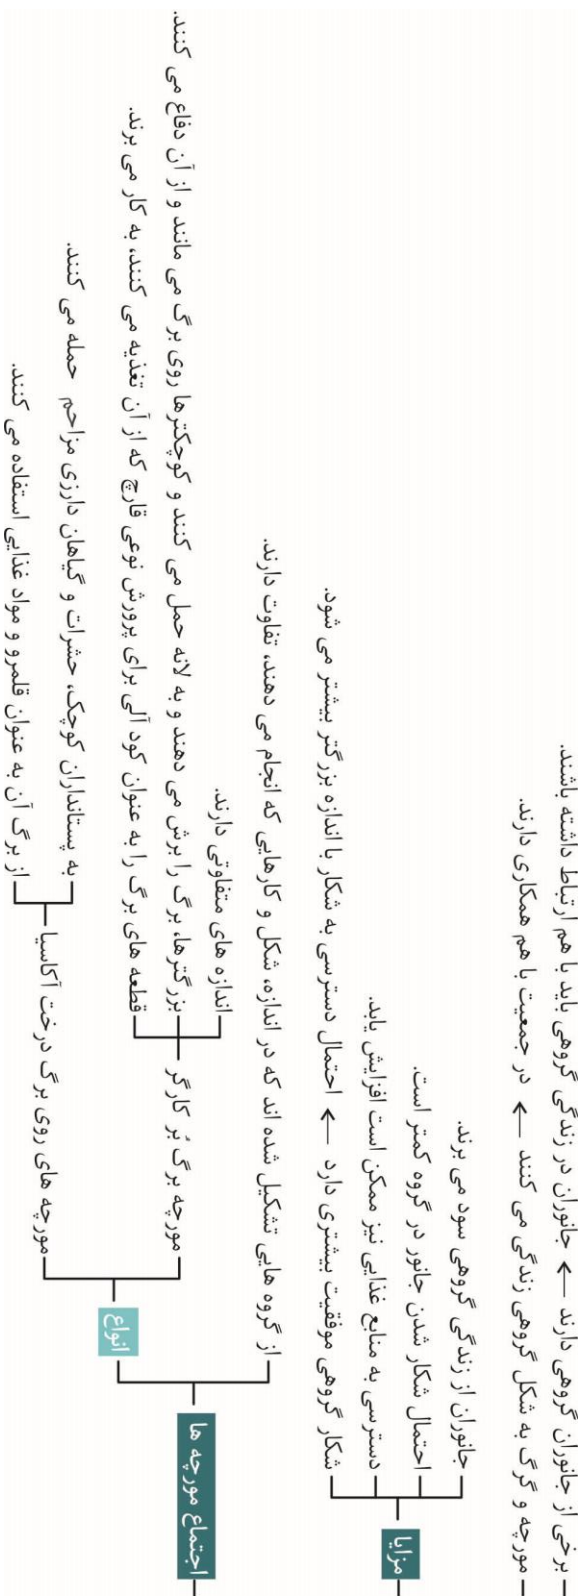 برخی از جانوران گروهی دارند ← جانوران در زندگی گروهی باید با هم ارتباط داشته باشند.
مورچه و گرگ به شکل گروهی زندگی می کنند ← در جمعیت با هم همکاری دارند.
مزایا
جانوران از زندگی گروهی سود می برند.
احتمال شکار شدن جانور در گروه کمتر است.
دسترسی به منابع غذایی نیز ممکن است افزایش یابد.
شکار گروهی موفقیت بیشتری دارد ← احتمال دسترسی به شکار با اندازه بزرگتر بیشتر می شود.
اجتماع مورچه ها
از گروه هایی تشکیل شده اند که در اندازه، شکل و کارهایی که انجام می دهند، تفاوت دارند.
انواع
مورچه برگ بُر کارگر
اندازه های متفاوتی دارند.
بزرگترها، برگ را برش می دهند و به لانه حمل می کنند و کوچکترها روی برگ می مانند و از آن دفاع می کنند.
قطعه های برگ را به عنوان کود آلی برای پرورش نوعی قارچ که از آن تغذیه می کنند، به کار می برند.
مورچه های روی برگ درخت آکاسیا
به پستانداران کوچک، حشرات و گیاهان دارزی مزاحم حمله می کنند.
از برگ آن به عنوان قلمرو و مواد غذایی استفاده می کنند.